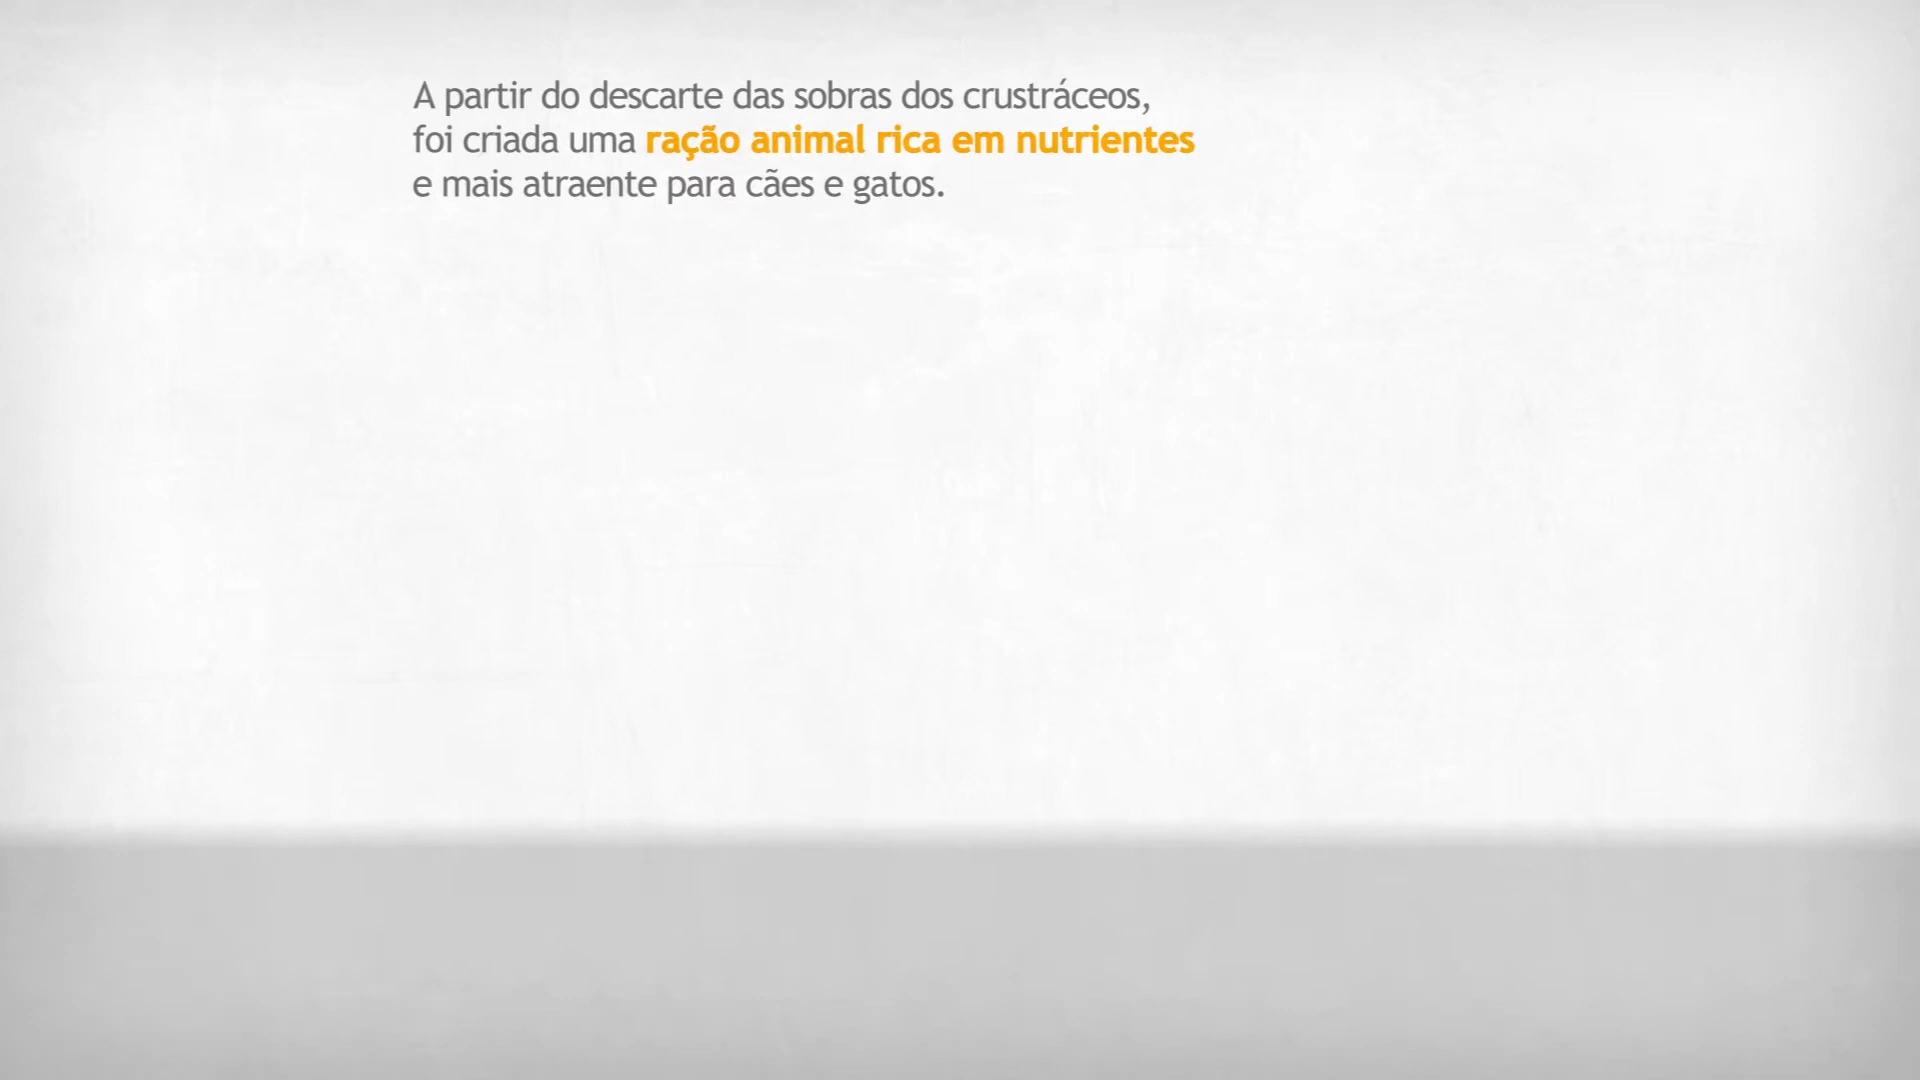 A partir do descarte das sobras dos crustráceos,
foi criada uma ração animal rica em nutrientes
e mais atraente para cães e gatos.